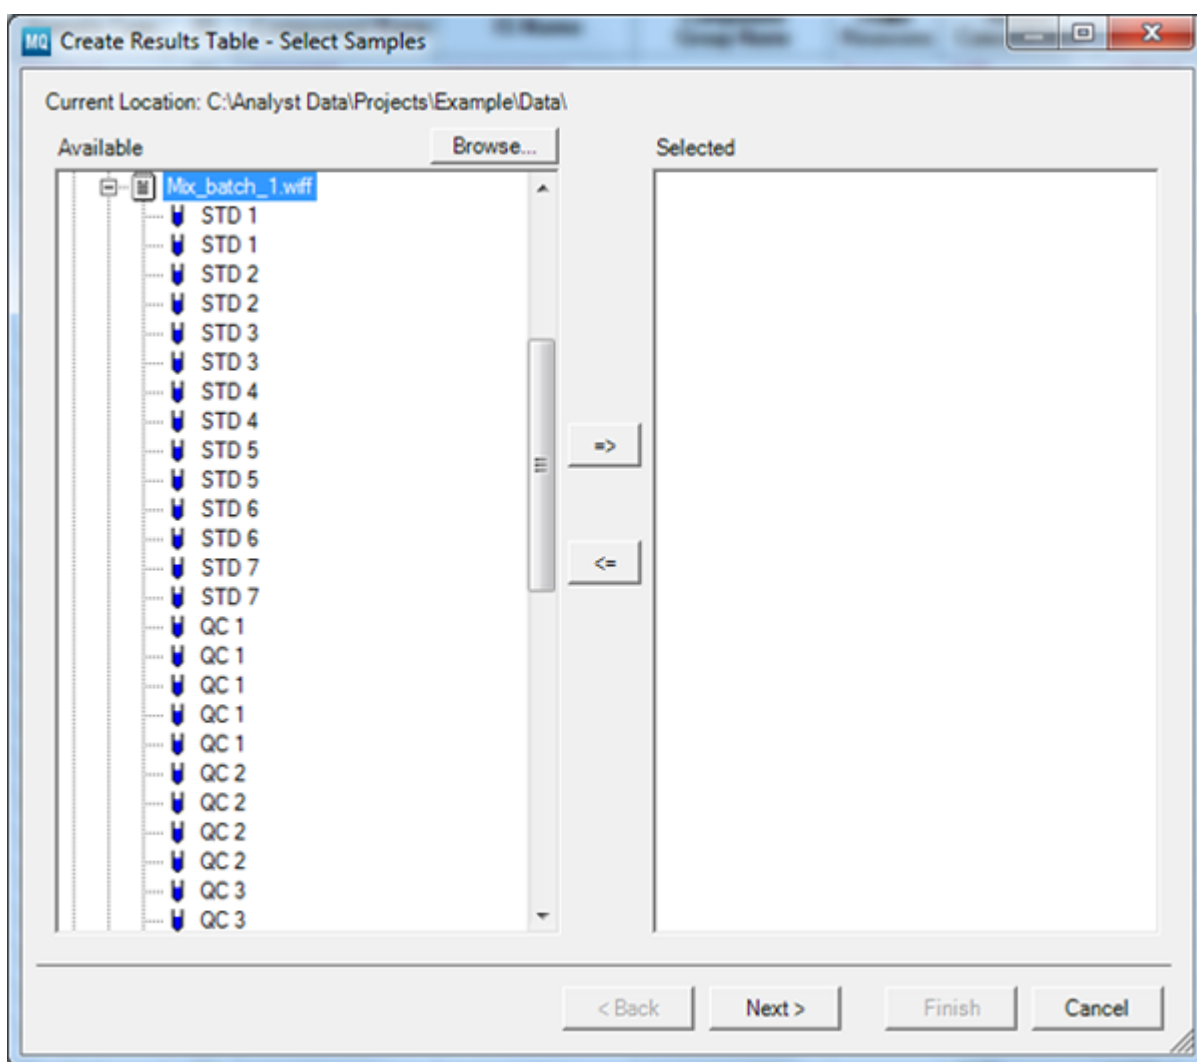 MQ Create Results Table - Select Samples
Current Location: C:\Analyst Data\Projects\Example\Data\
Available
Browse...
Selected
Mix_batch_1.wiff
STD 1
STD 1
STD 2
STD 2
STD 3
STD 3
STD 4
STD 4
STD 5
STD 5
STD 6
STD 6
STD 7
STD 7
QC 1
QC 1
QC 1
QC 1
QC 1
QC 2
QC 2
QC 2
QC 2
QC 3
QC 3
=>
<=
< Back
Next >
Finish
Cancel